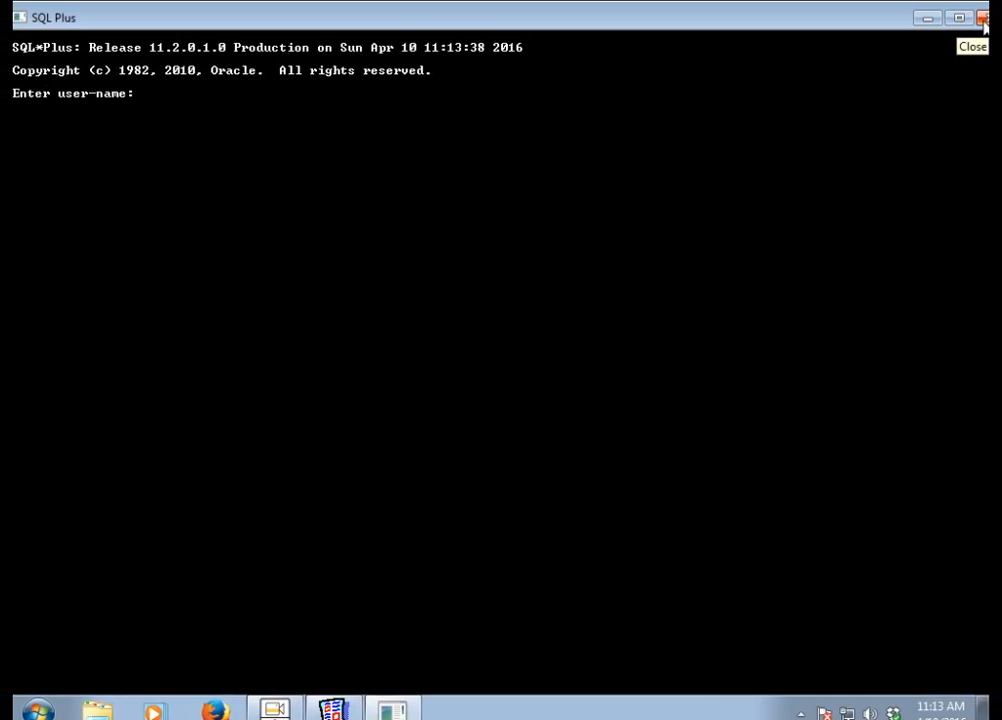 SQL Plus
SQL*Plus: Release 11.2.0.1.0 Production on Sun Apr 10 11:13:38 2016
Close
Copyright (c) 1982, 2010, Oracle.  All rights reserved.
Enter user-name:
11:13 AM